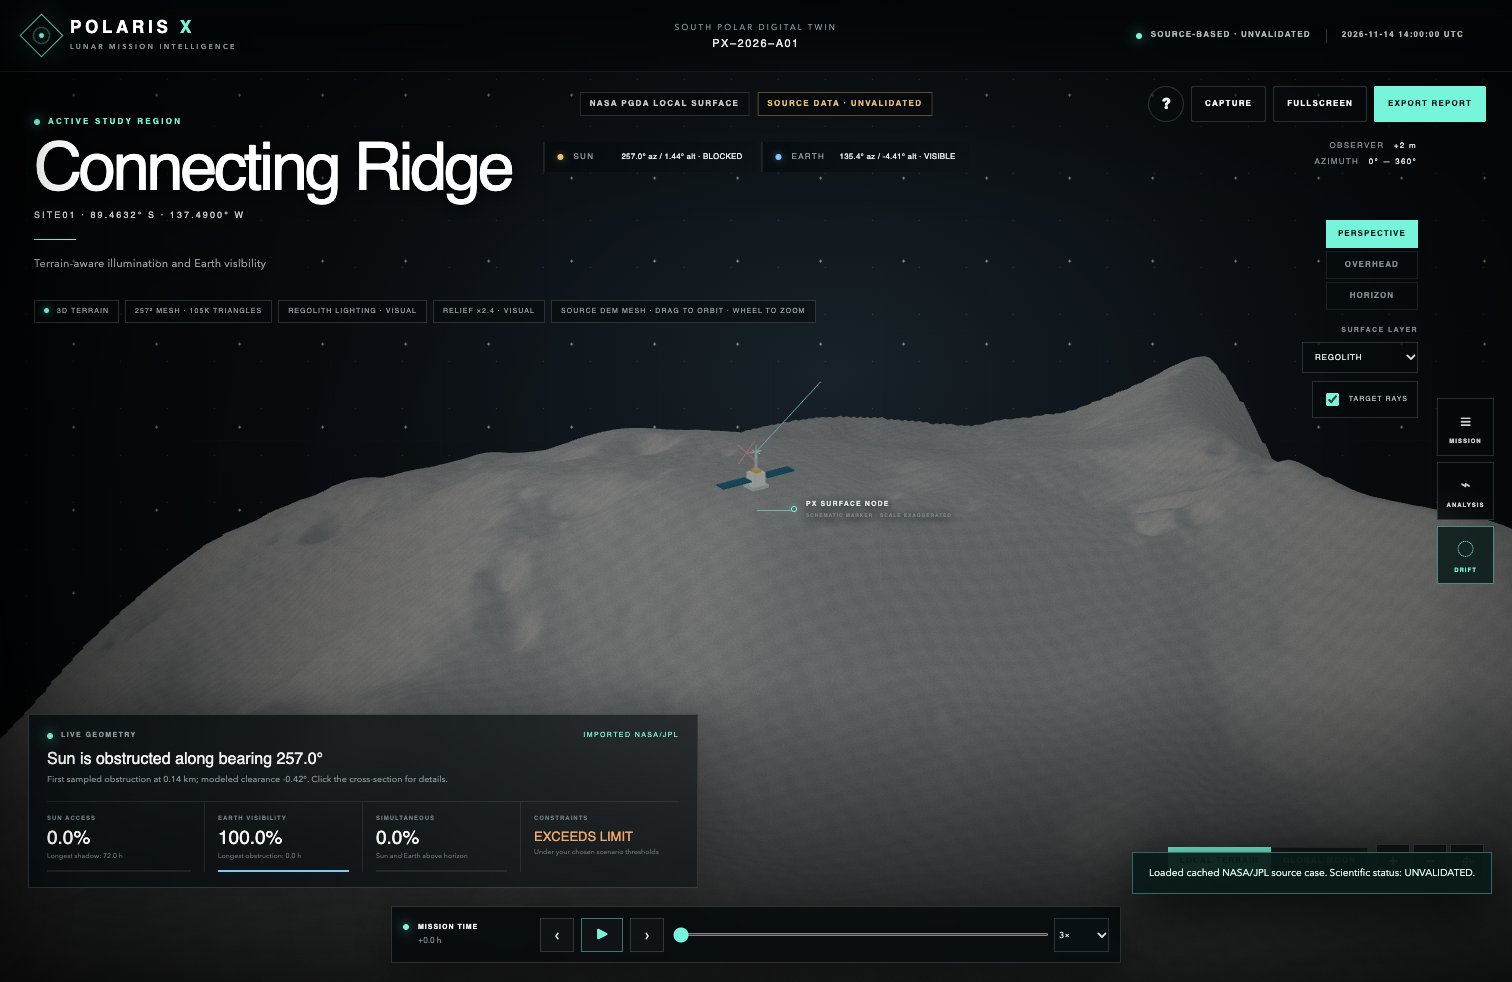 POLARIS X
LUNAR MISSION INTELLIGENCE
SOUTH POLAR DIGITAL TWIN
PX–2026–A01
SOURCE-BASED · UNVALIDATED
2026-11-14 14:00:00 UTC
NASA PGDA LOCAL SURFACE
SOURCE DATA · UNVALIDATED
?
CAPTURE
FULLSCREEN
EXPORT REPORT
ACTIVE STUDY REGION
Connecting Ridge
SUN 257.0° az / 1.44° alt · BLOCKED
EARTH 135.4° az / -4.41° alt · VISIBLE
OBSERVER +2 m
AZIMUTH 0° — 360°
SITE01 · 89.4632° S · 137.4900° W
Terrain-aware illumination and Earth visibility
PERSPECTIVE
OVERHEAD
HORIZON
3D TERRAIN
257² MESH · 105K TRIANGLES
REGOLITH LIGHTING · VISUAL
RELIEF ×2.4 · VISUAL
SOURCE DEM MESH · DRAG TO ORBIT · WHEEL TO ZOOM
SURFACE LAYER
REGOLITH
TARGET RAYS
MISSION
ANALYSIS
DRIFT
PX SURFACE NODE
SCHEMATIC MARKER · SCALE EXAGGERATED
LIVE GEOMETRY
IMPORTED NASA/JPL
Sun is obstructed along bearing 257.0°
First sampled obstruction at 0.14 km; modeled clearance -0.42°. Click the cross-section for details.
SUN ACCESS
0.0%
Longest shadow: 72.0 h
EARTH VISIBILITY
100.0%
Longest obstruction: 0.0 h
SIMULTANEOUS
0.0%
Sun and Earth above horizon
CONSTRAINTS
EXCEEDS LIMIT
Under your chosen scenario thresholds
LOCAL TERRAIN
GLOBAL MOON
Loaded cached NASA/JPL source case. Scientific status: UNVALIDATED.
MISSION TIME
+0.0 h
3×